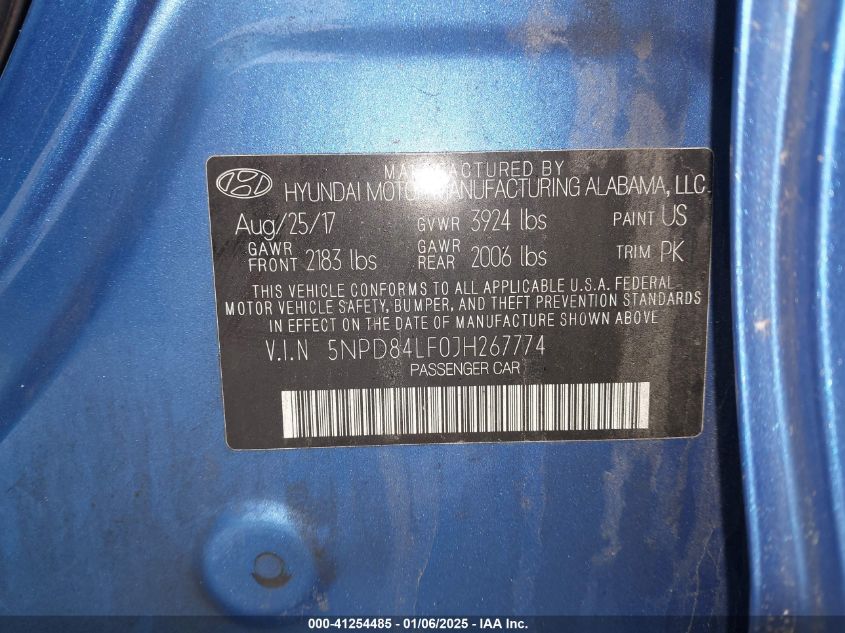 MANUFACTURED BY
HYUNDAI MOTOR MANUFACTURING ALABAMA, LLC
Aug/25/17 GVWR 3924 lbs PAINT US
GAWR FRONT 2183 lbs GAWR REAR 2006 lbs TRIM PK
THIS VEHICLE CONFORMS TO ALL APPLICABLE U.S.A. FEDERAL
MOTOR VEHICLE SAFETY, BUMPER, AND THEFT PREVENTION STANDARDS
IN EFFECT ON THE DATE OF MANUFACTURE SHOWN ABOVE
V.I.N 5NPD84LF0JH267774
PASSENGER CAR
000-41254485 - 01/06/2025 - IAA Inc.